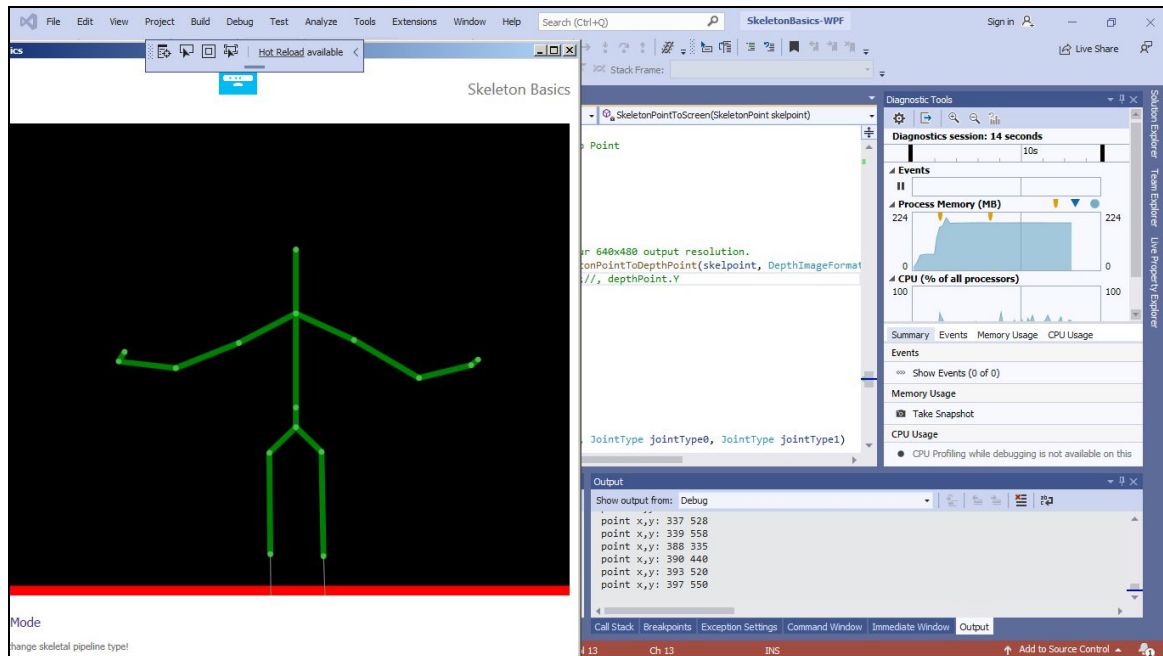 File Edit View Project Build Debug Test Analyze Tools Extensions Window Help Search (Ctrl+Q) SkeletonBasics-WPF Sign in
ics Hot Reload available
Live Share
Stack Frame:
Skeleton Basics
SkeletonPointToScreen(SkeletonPoint skelpoint)
Point
ur 640x480 output resolution.
tonPointToDepthPoint(skelpoint, DepthImageFormat
//, depthPoint.Y
, JointType jointType0, JointType jointType1)
Diagnostic Tools
Diagnostics session: 14 seconds
10s
Events
Process Memory (MB)
224 224
0 0
CPU (% of all processors)
100 100
Summary Events Memory Usage CPU Usage
Events
Show Events (0 of 0)
Memory Usage
Take Snapshot
CPU Usage
CPU Profiling while debugging is not available on this
Solution Explorer
Team Explorer
Live Property Explorer
Output
Show output from: Debug
point x,y: 337 528
point x,y: 339 558
point x,y: 388 335
point x,y: 390 440
point x,y: 393 520
point x,y: 397 550
Call Stack Breakpoints Exception Settings Command Window Immediate Window Output
Mode
hange skeletal pipeline type!
13 Ch 13 INS Add to Source Control 1